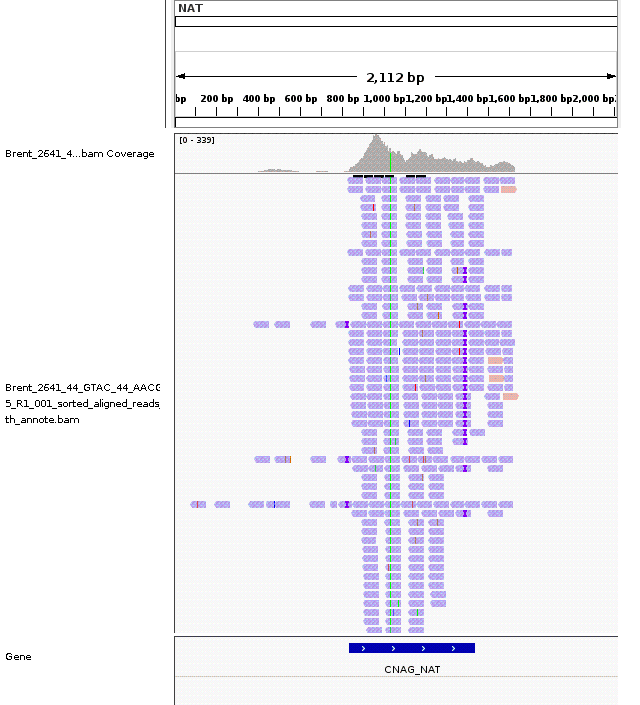 NAT
2,112 bp
bp 200 bp 400 bp 600 bp 800 bp 1,000 bp 1,200 bp 1,400 bp 1,600 bp 1,800 bp 2,000 bp
[0 - 339]
Brent_2641_4...bam Coverage
Brent_2641_44_GTAC_44_AACG
5_R1_001_sorted_aligned_reads_
th_annote.bam
Gene
CNAG_NAT